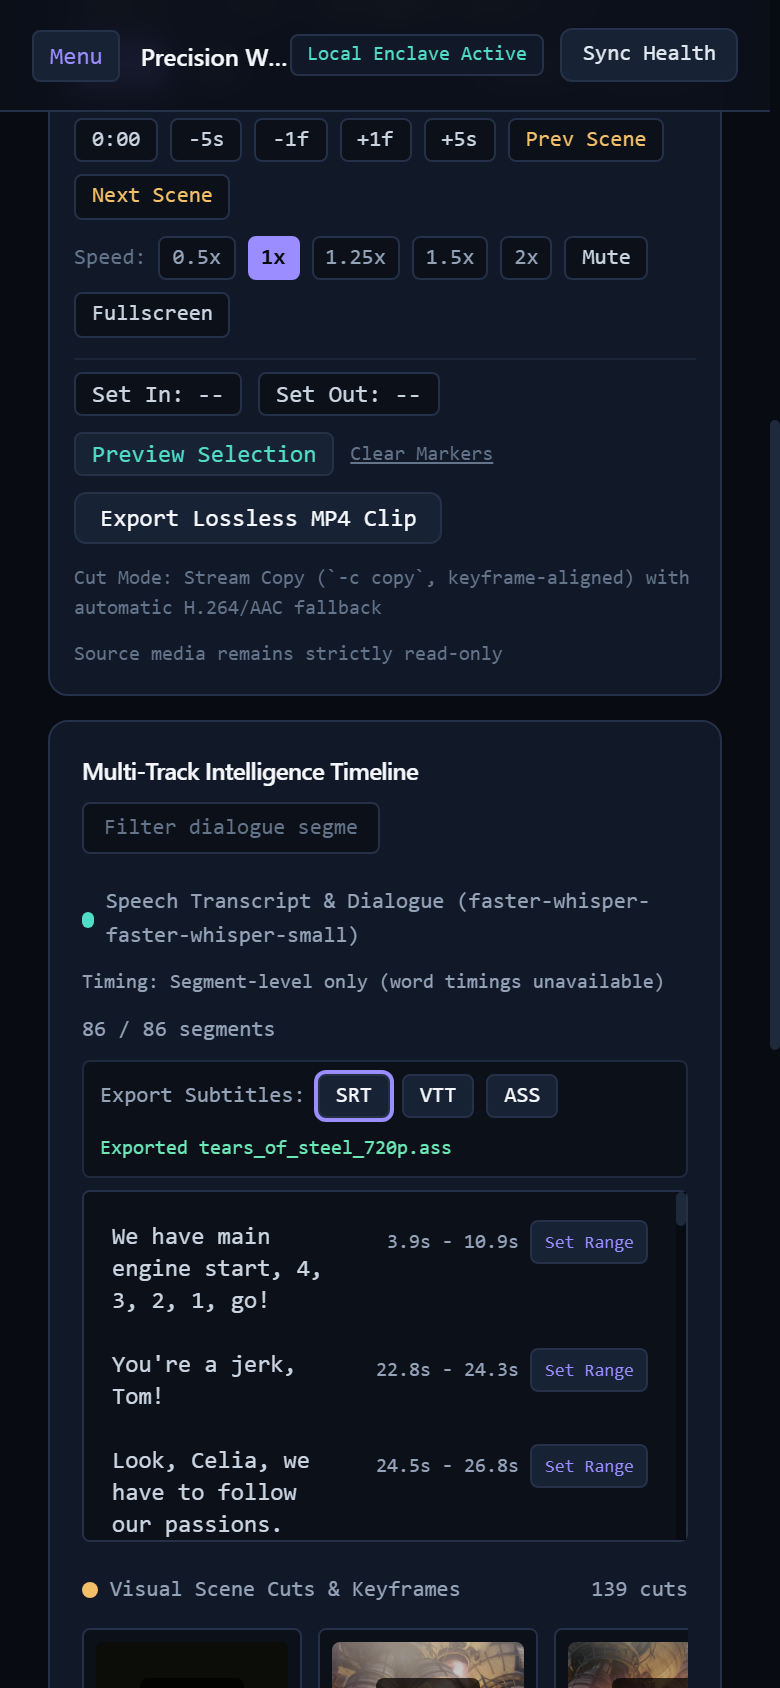 Menu
Precision W...
Local Enclave Active
Sync Health
0:00
-5s
-1f
+1f
+5s
Prev Scene
Next Scene
Speed:
0.5x
1x
1.25x
1.5x
2x
Mute
Fullscreen
Set In: --
Set Out: --
Preview Selection
Clear Markers
Export Lossless MP4 Clip
Cut Mode: Stream Copy (`-c copy`, keyframe-aligned) with
automatic H.264/AAC fallback
Source media remains strictly read-only
Multi-Track Intelligence Timeline
Filter dialogue segme
Speech Transcript & Dialogue (faster-whisper-
faster-whisper-small)
Timing: Segment-level only (word timings unavailable)
86 / 86 segments
Export Subtitles:
SRT
VTT
ASS
Exported tears_of_steel_720p.ass
We have main
engine start, 4,
3, 2, 1, go!
3.9s - 10.9s
Set Range
You're a jerk,
Tom!
22.8s - 24.3s
Set Range
Look, Celia, we
have to follow
our passions.
24.5s - 26.8s
Set Range
Visual Scene Cuts & Keyframes
139 cuts